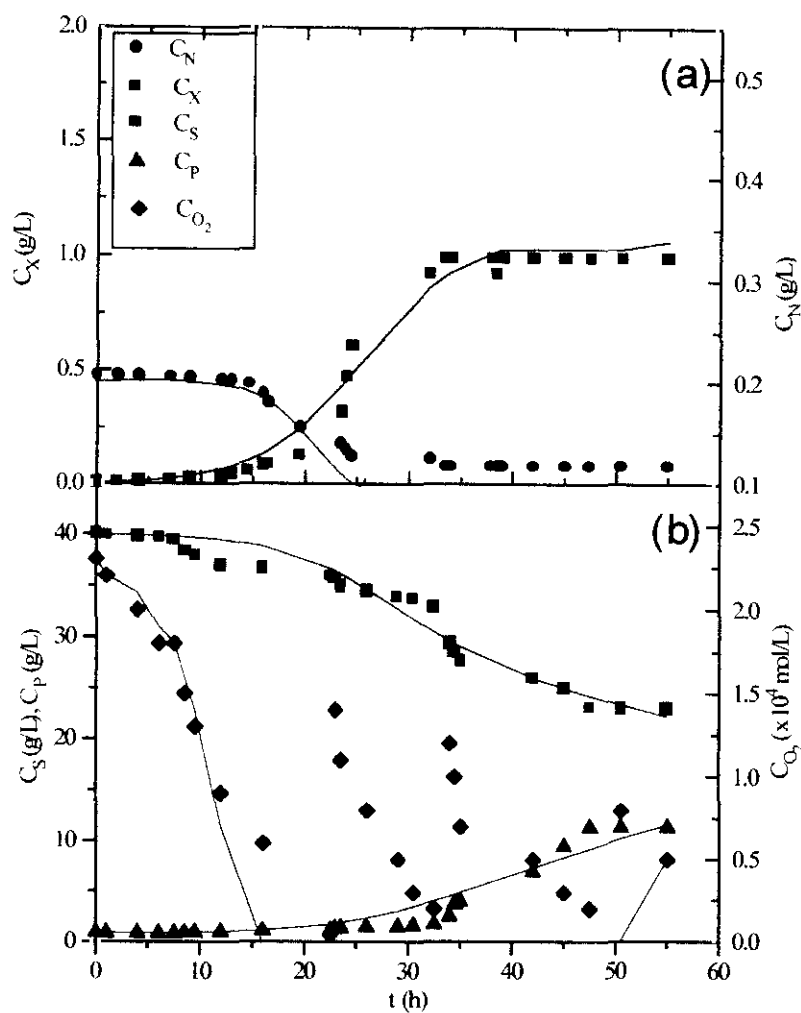 2.0
1.5
1.0
0.5
0.0
C_X (g/L)
C_N
C_X
C_S
C_P
C_O2
(a)
0.5
0.4
0.3
0.2
0.1
C_N (g/L)
(b)
40
30
20
10
0
C_S (g/L), C_P (g/L)
2.5
2.0
1.5
1.0
0.5
0.0
C_O2 (x10^4 mol/L)
0 10 20 30 40 50 60
t (h)